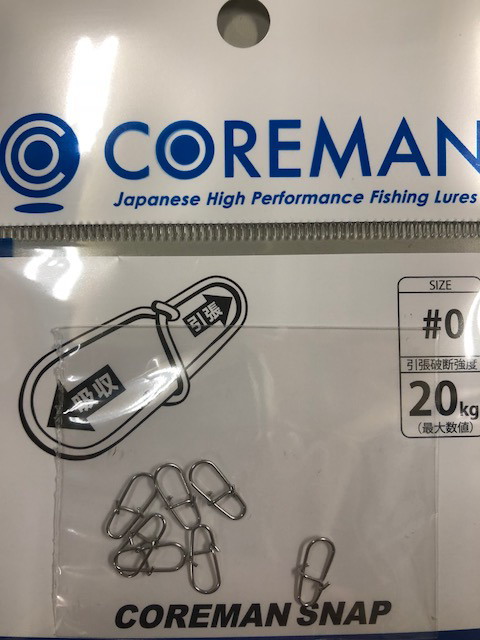 COREMAN
Japanese High Performance Fishing Lures
SIZE
#0
引張破断強度
20kg
(最大数値)
引張
吸収
COREMAN SNAP